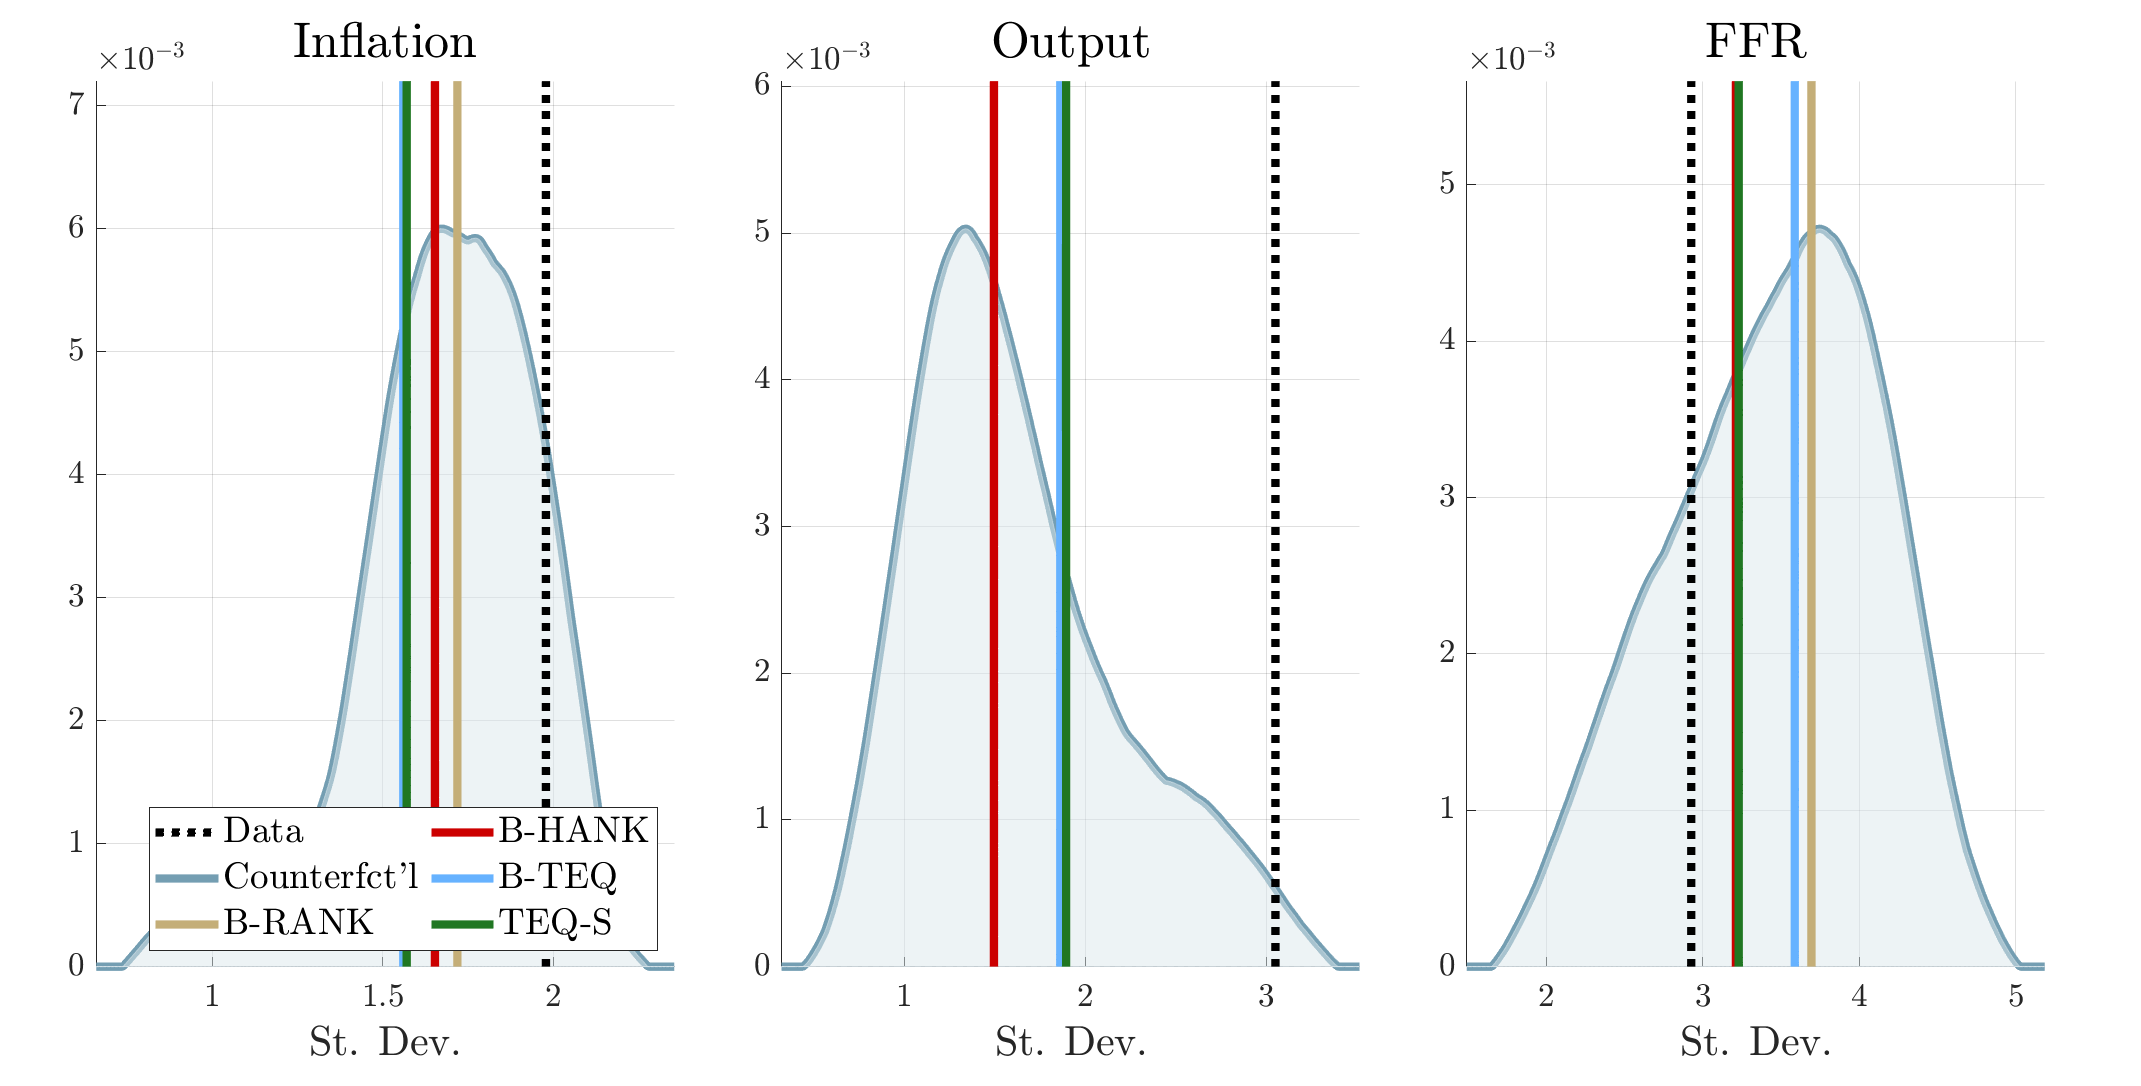 Inflation
×10⁻³
7
6
5
4
3
2
1
0
1
1.5
2
St. Dev.
Data
Counterfct'l
B-RANK
B-HANK
B-TEQ
TEQ-S
Output
×10⁻³
6
5
4
3
2
1
0
1
2
3
St. Dev.
FFR
×10⁻³
5
4
3
2
1
0
2
3
4
5
St. Dev.